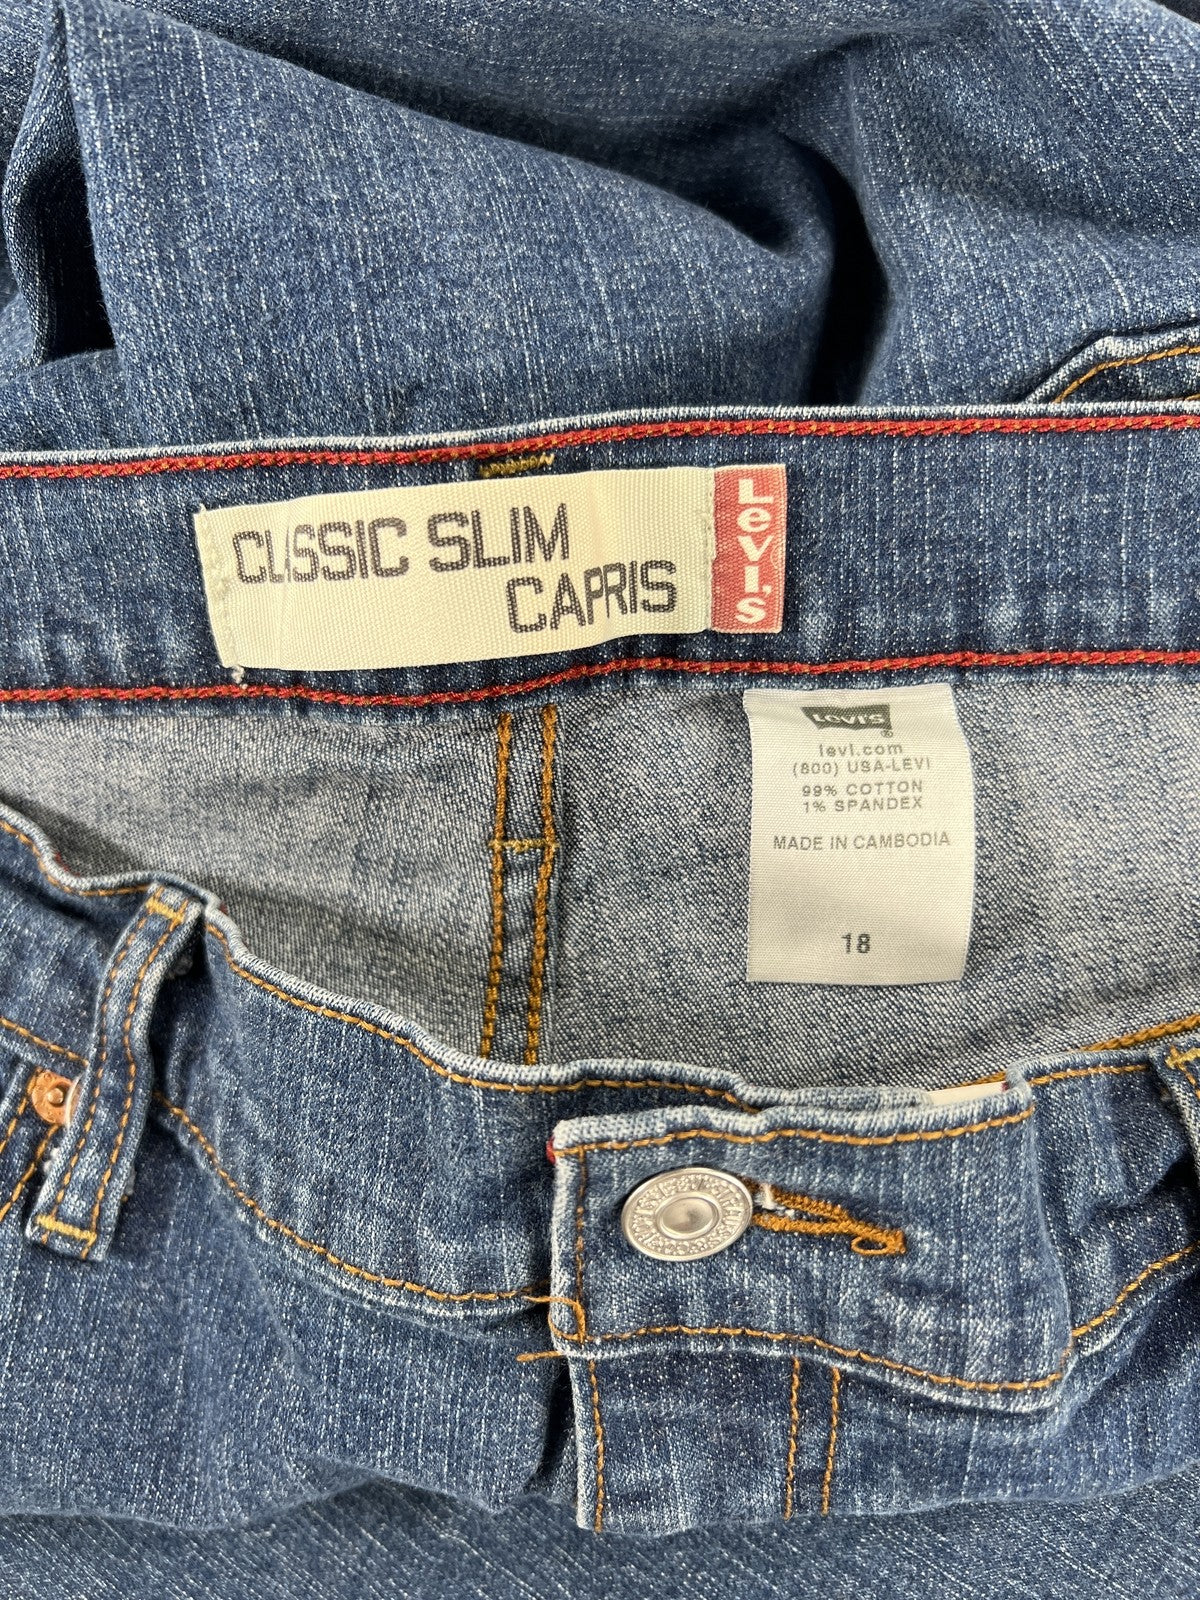 CLASSIC SLIM
CAPRIS
Levi's
Levi's
levi.com
(800) USA-LEVI
99% COTTON
1% SPANDEX
MADE IN CAMBODIA
18